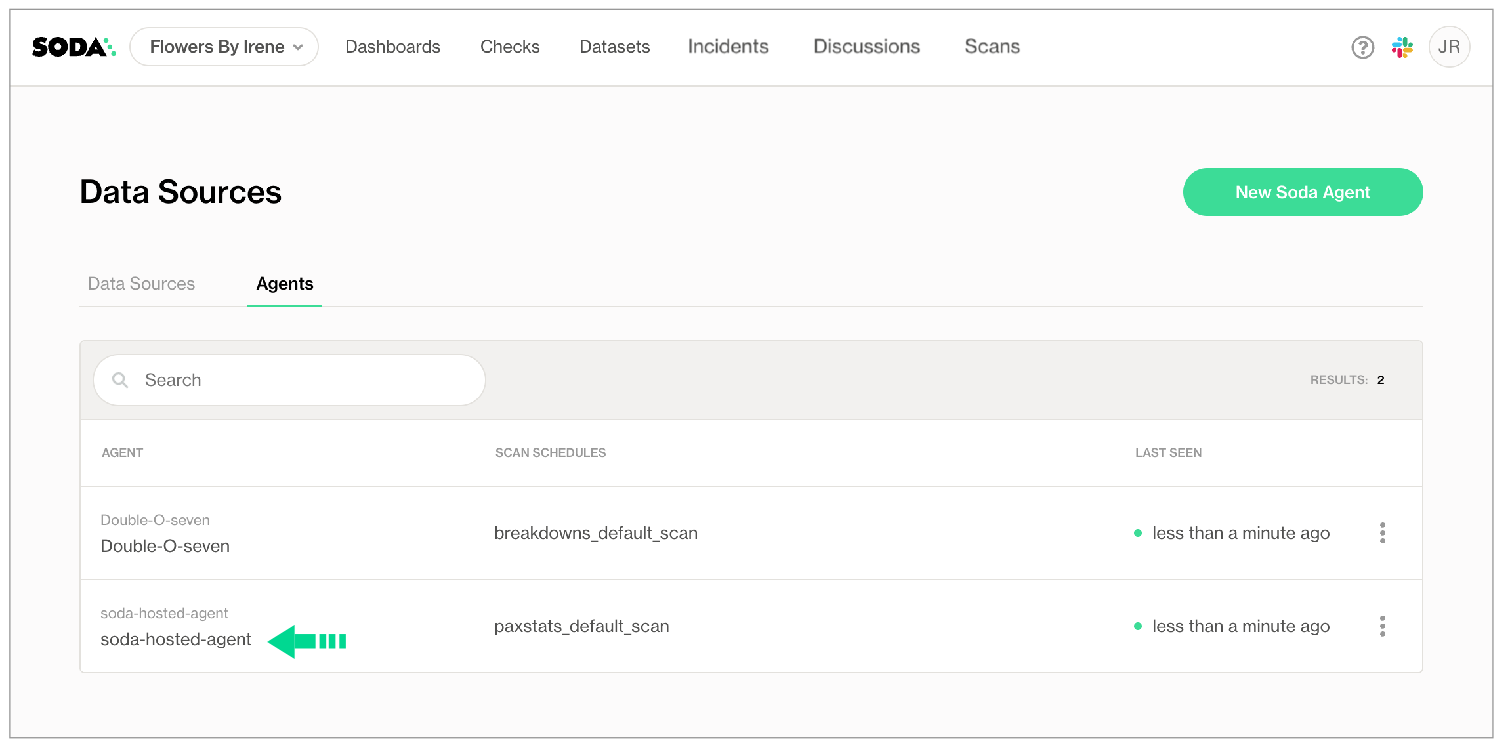 SODA Flowers By Irene Dashboards Checks Datasets Incidents Discussions Scans ? JR
Data Sources New Soda Agent
Data Sources Agents
Search RESULTS: 2
AGENT SCAN SCHEDULES LAST SEEN
Double-O-seven
Double-O-seven breakdowns_default_scan less than a minute ago
soda-hosted-agent
soda-hosted-agent paxstats_default_scan less than a minute ago